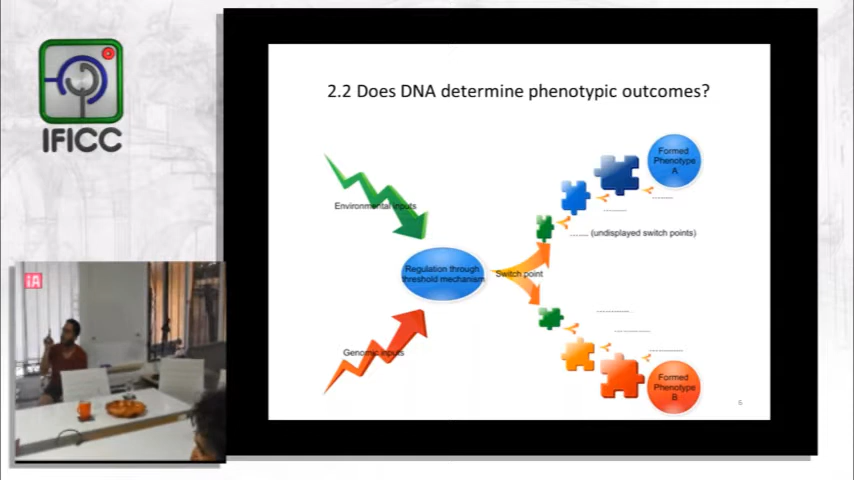 IFICC
iA
2.2 Does DNA determine phenotypic outcomes?
Environmental inputs
Formed
Phenotype
A
....... (undisplayed switch points)
Regulation through
threshold mechanism
Switch point
Genomic inputs
Formed
Phenotype
B